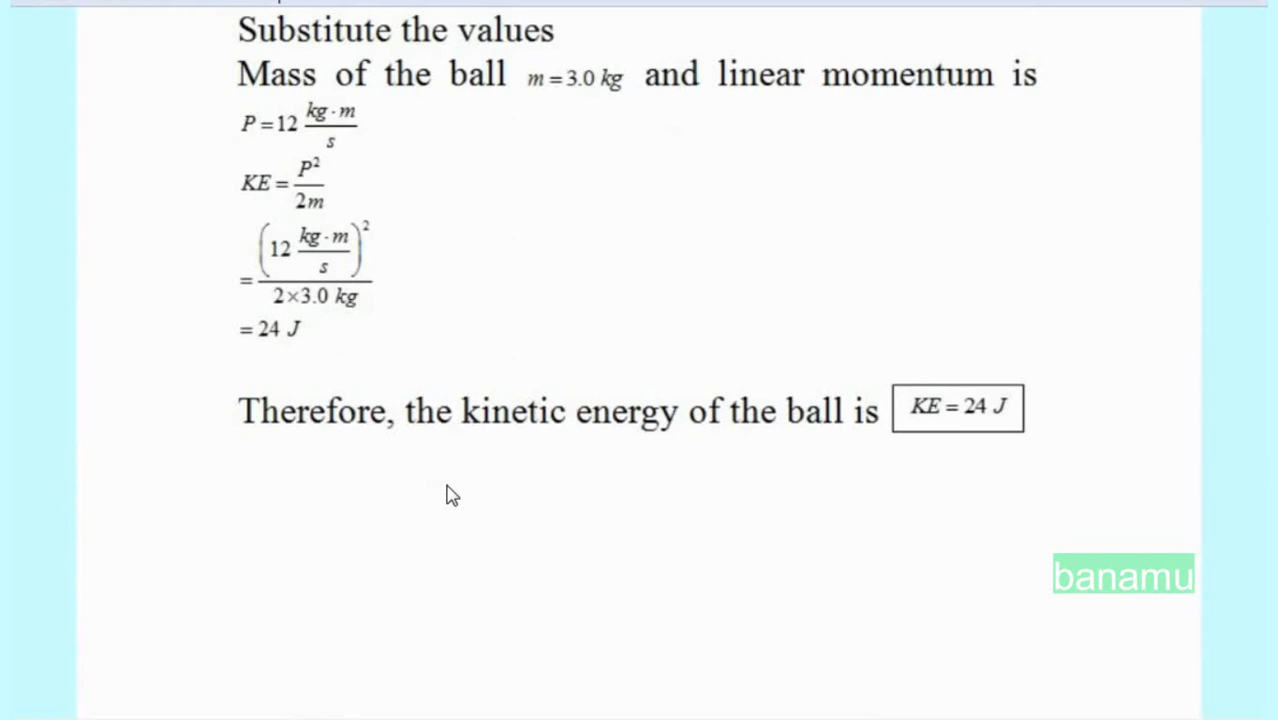 Substitute the values
Mass of the ball m = 3.0 kg and linear momentum is
P = 12 kg·m/s
KE = P²/2m
= (12 kg·m/s)²/2×3.0 kg
= 24 J
Therefore, the kinetic energy of the ball is KE = 24 J
banamu